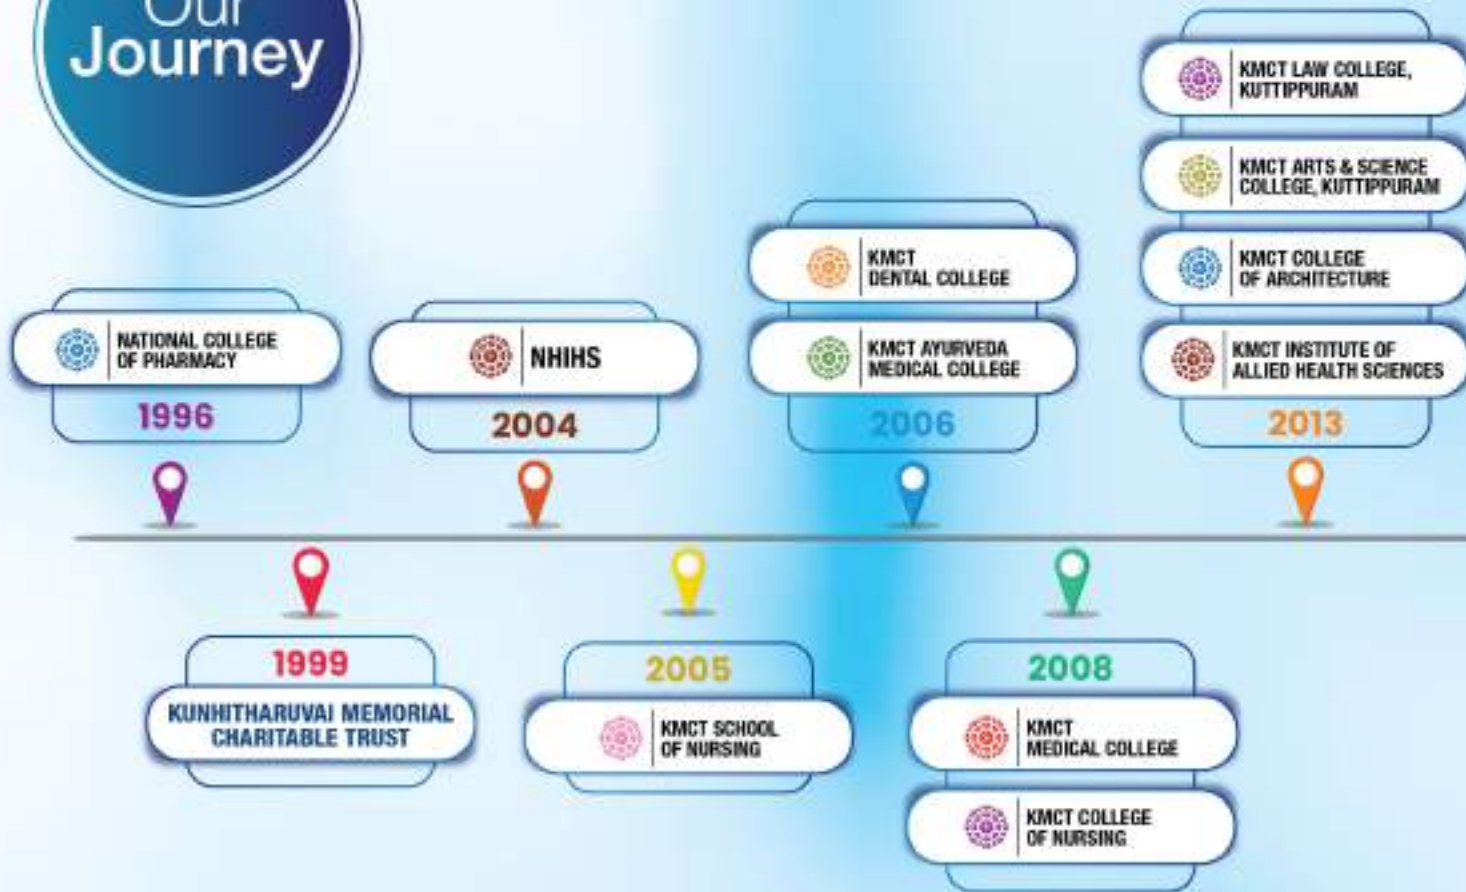 Our
Journey
NATIONAL COLLEGE
OF PHARMACY
1996
KUNHITHARUVAI MEMORIAL
CHARITABLE TRUST
1999
NHIHS
2004
2005
KMCT SCHOOL
OF NURSING
KMCT
DENTAL COLLEGE
KMCT AYURVEDA
MEDICAL COLLEGE
2006
2008
KMCT
MEDICAL COLLEGE
KMCT COLLEGE
OF NURSING
KMCT LAW COLLEGE,
KUTTIPPURAM
KMCT ARTS & SCIENCE
COLLEGE, KUTTIPPURAM
KMCT COLLEGE
OF ARCHITECTURE
KMCT INSTITUTE OF
ALLIED HEALTH SCIENCES
2013